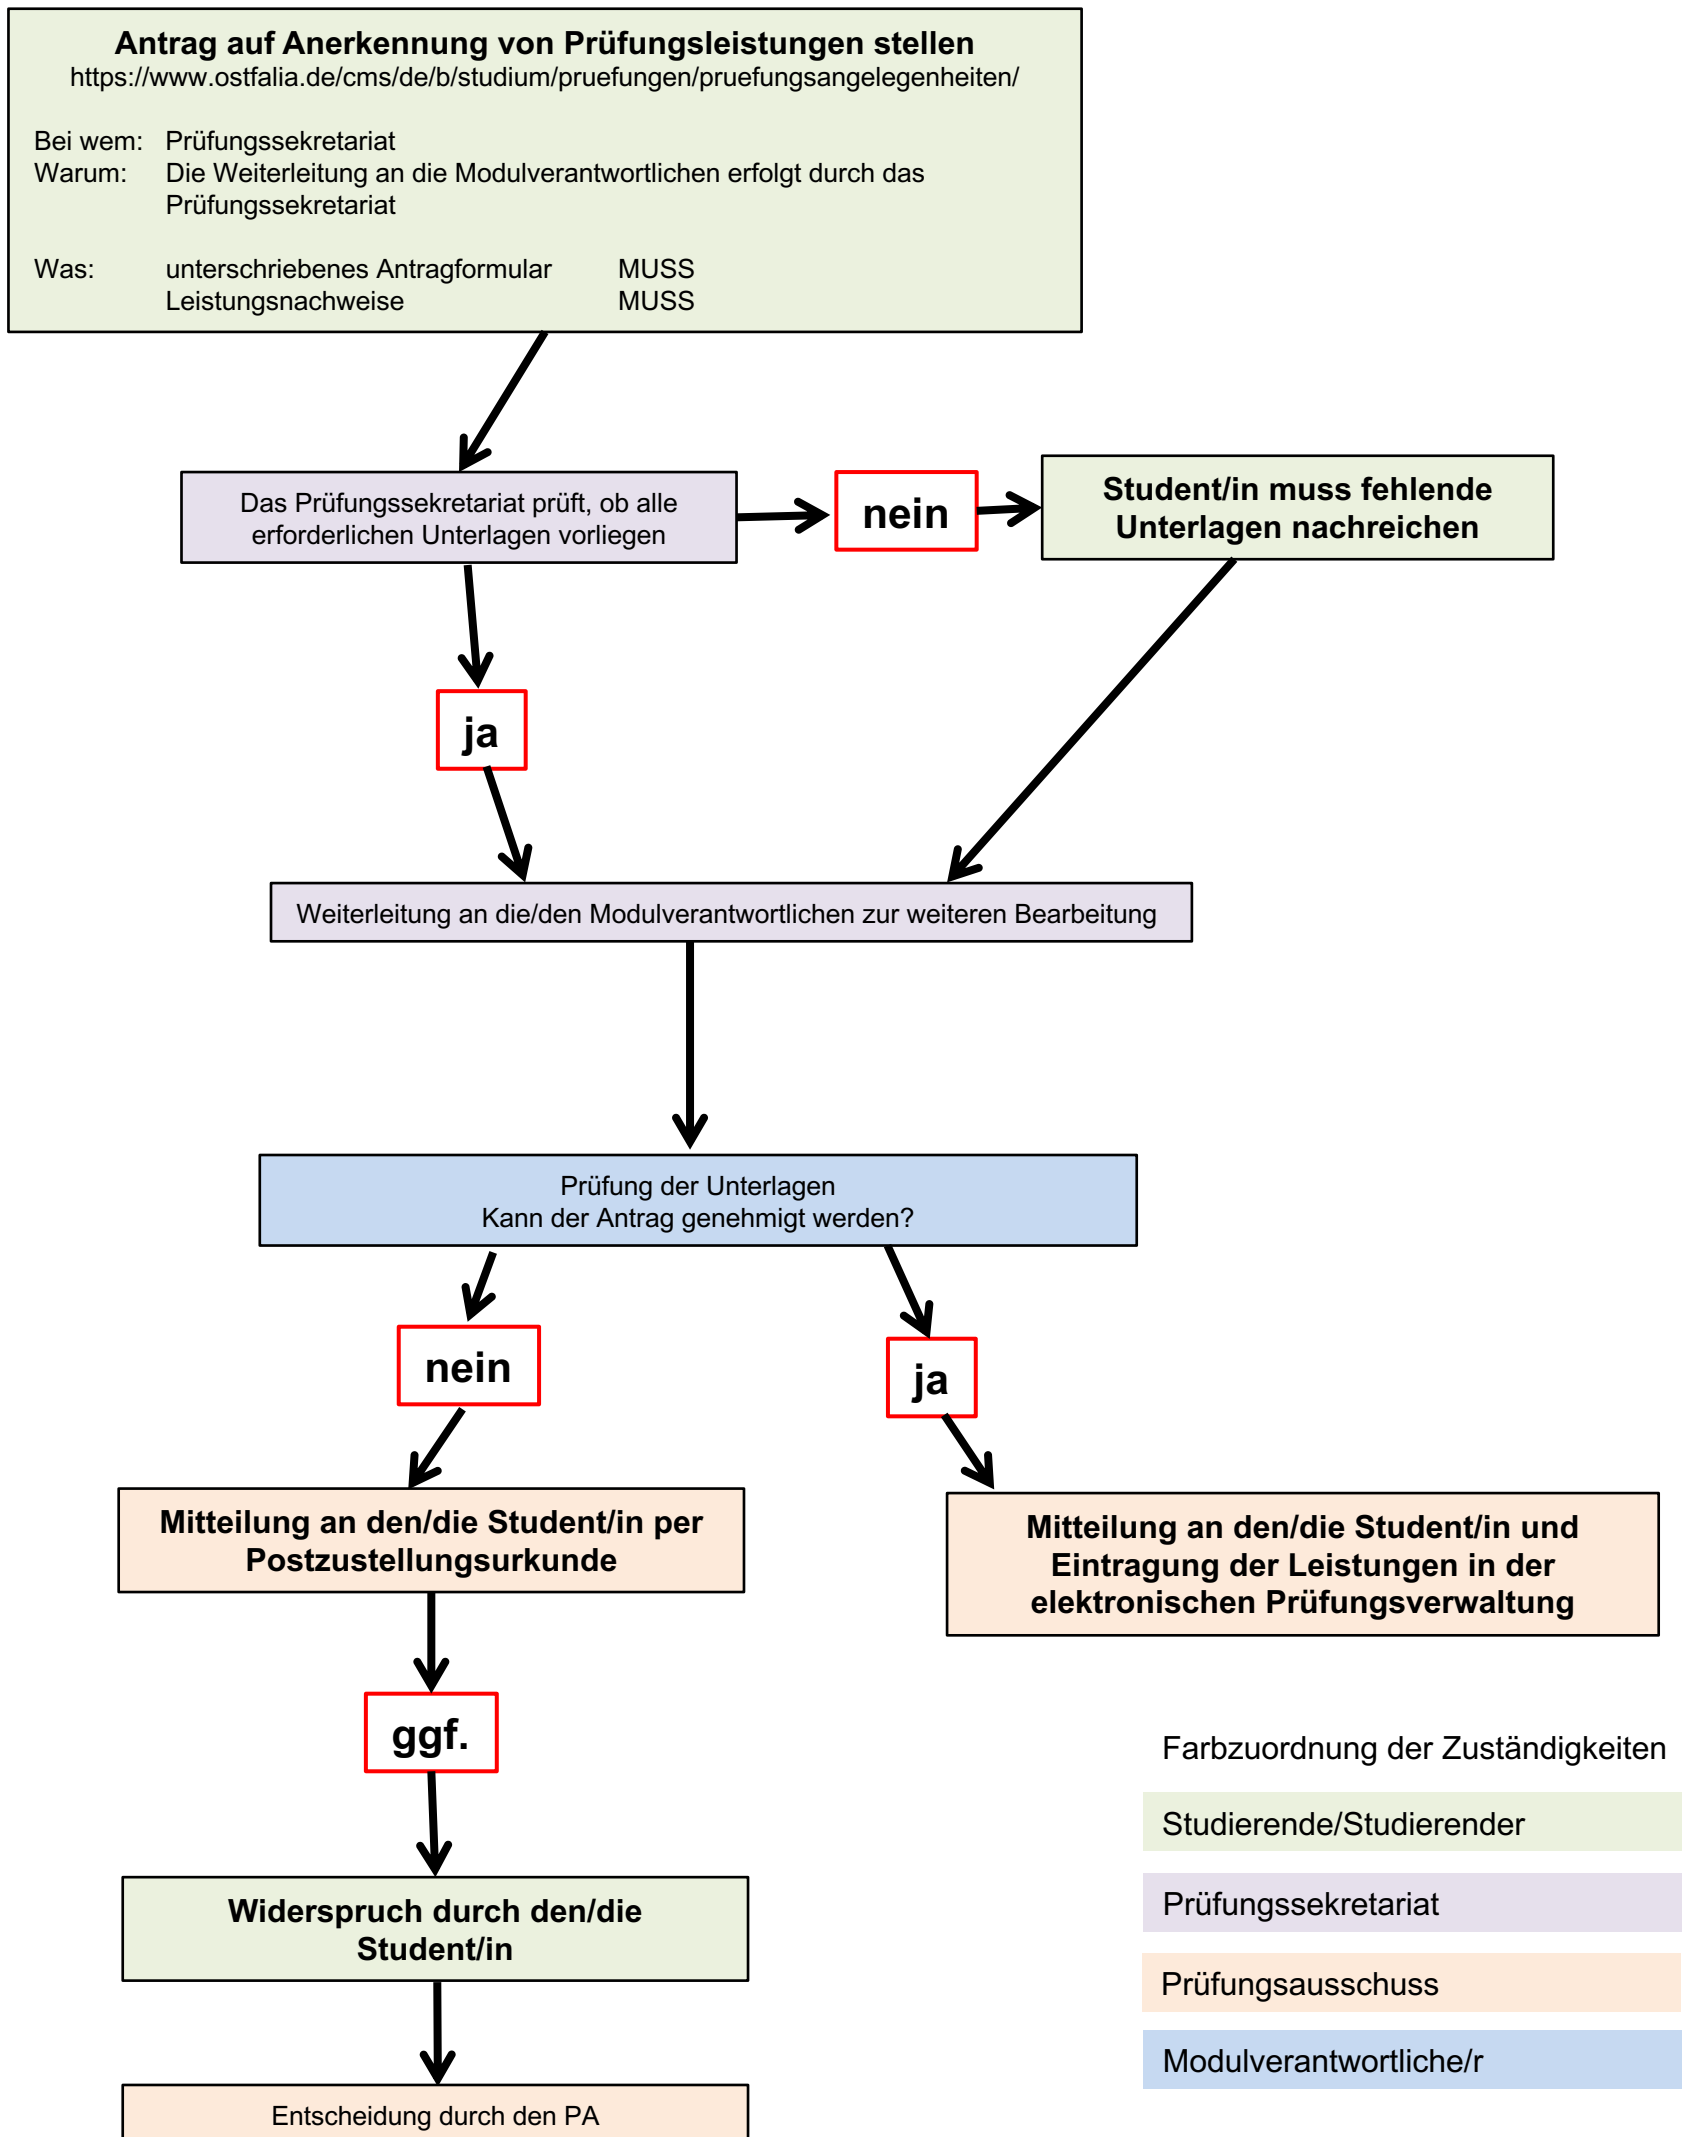 Antrag auf Anerkennung von Prüfungsleistungen stellen
https://www.ostfalia.de/cms/de/b/studium/pruefungen/pruefungsangelegenheiten/
Bei wem: Prüfungssekretariat
Warum: Die Weiterleitung an die Modulverantwortlichen erfolgt durch das
Prüfungssekretariat
Was: unterschriebenes Antragformular MUSS
Leistungsnachweise MUSS
Das Prüfungssekretariat prüft, ob alle
erforderlichen Unterlagen vorliegen
nein
Student/in muss fehlende
Unterlagen nachreichen
ja
Weiterleitung an die/den Modulverantwortlichen zur weiteren Bearbeitung
Prüfung der Unterlagen
Kann der Antrag genehmigt werden?
nein
ja
Mitteilung an den/die Student/in per
Postzustellungsurkunde
Mitteilung an den/die Student/in und
Eintragung der Leistungen in der
elektronischen Prüfungsverwaltung
ggf.
Widerspruch durch den/die
Student/in
Entscheidung durch den PA
Farbzuordnung der Zuständigkeiten
Studierende/Studierender
Prüfungssekretariat
Prüfungsausschuss
Modulverantwortliche/r